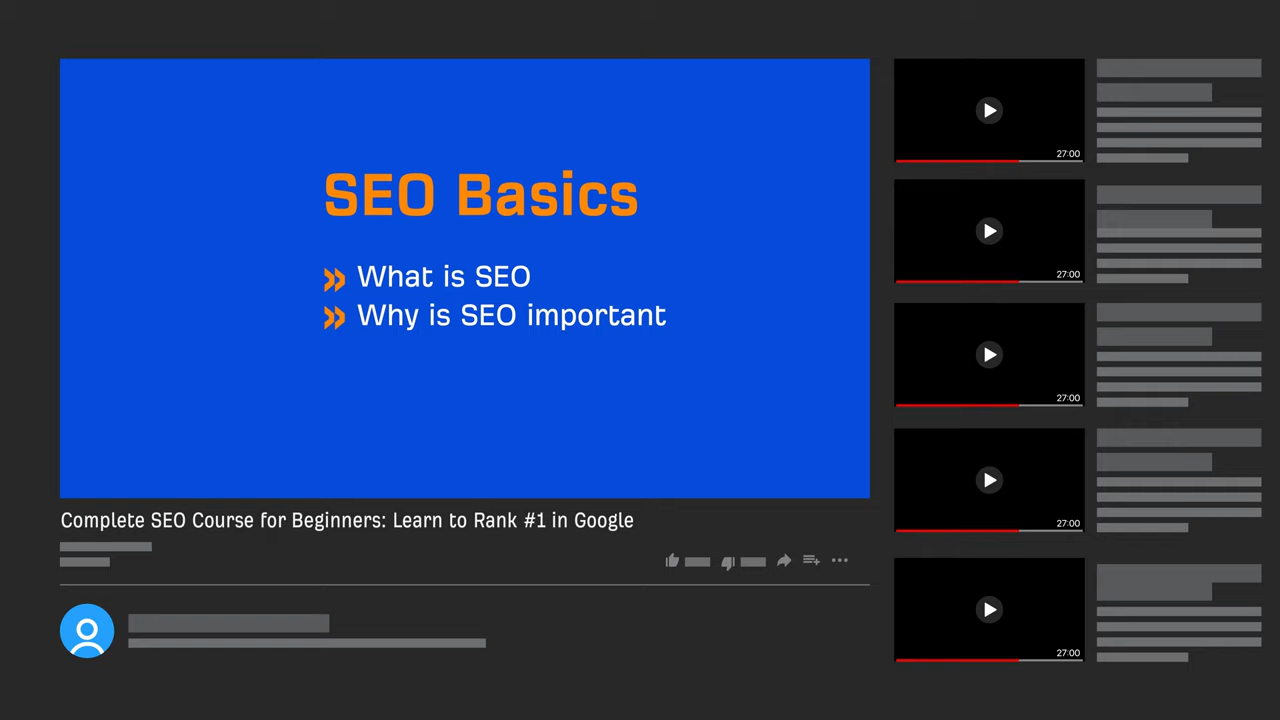 SEO Basics
» What is SEO
» Why is SEO important
Complete SEO Course for Beginners: Learn to Rank #1 in Google
27:00
27:00
27:00
27:00
27:00